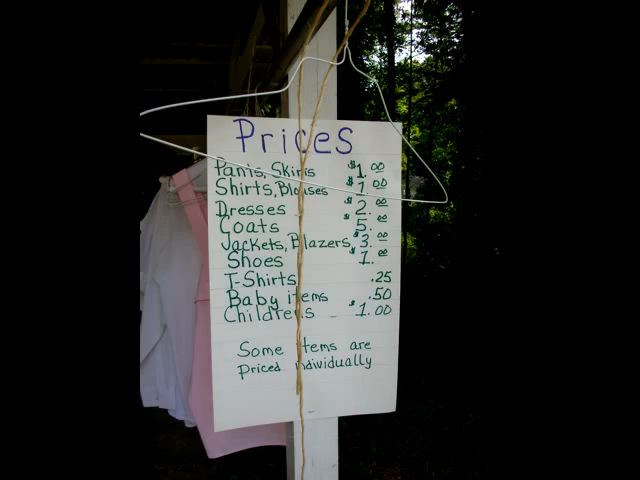 Prices
Pants, Skirts $1.00
Shirts, Blouses $1.00
Dresses $2.00
Coats $5.00
Jackets, Blazers $3.00
Shoes $1.00
T-Shirts .25
Baby items .50
Childrens $1.00
Some items are
priced individually